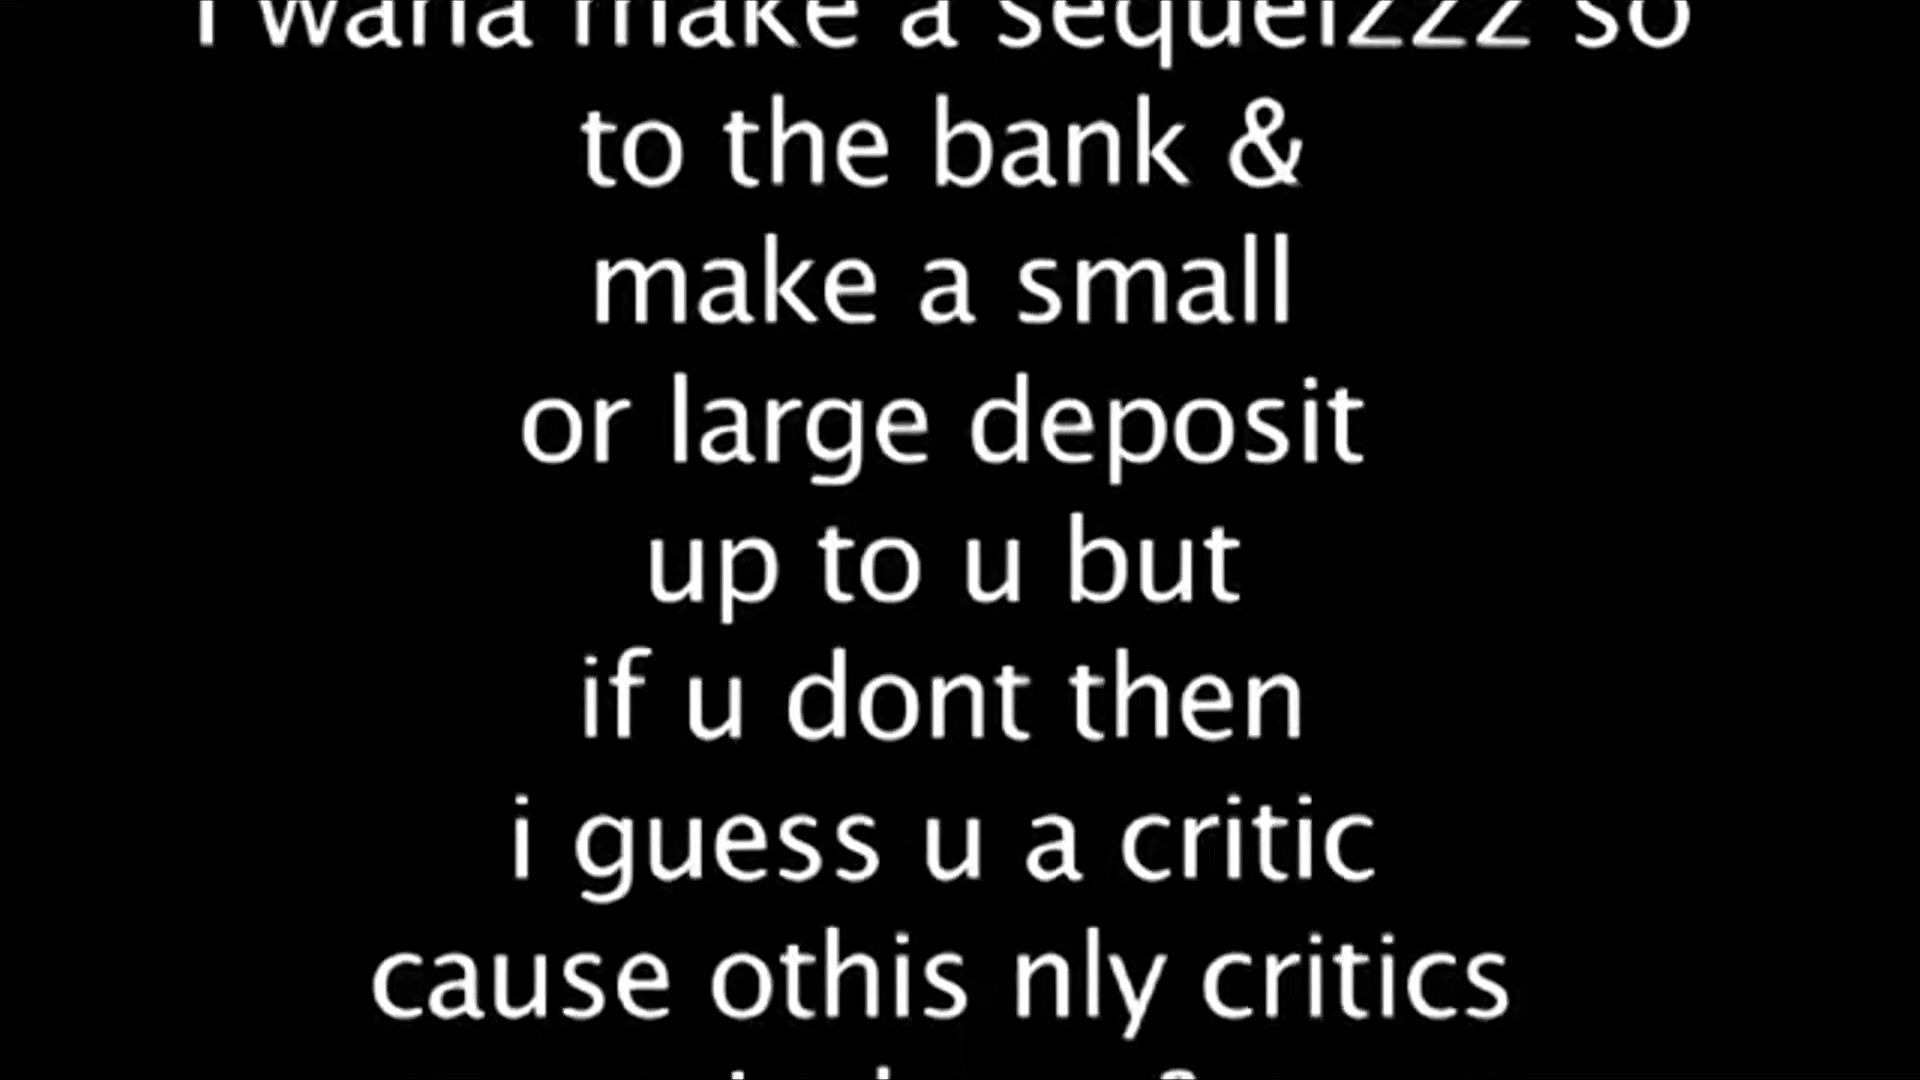 i wana make a sequelzzz so
to the bank &
make a small
or large deposit
up to u but
if u dont then
i guess u a critic
cause othis nly critics